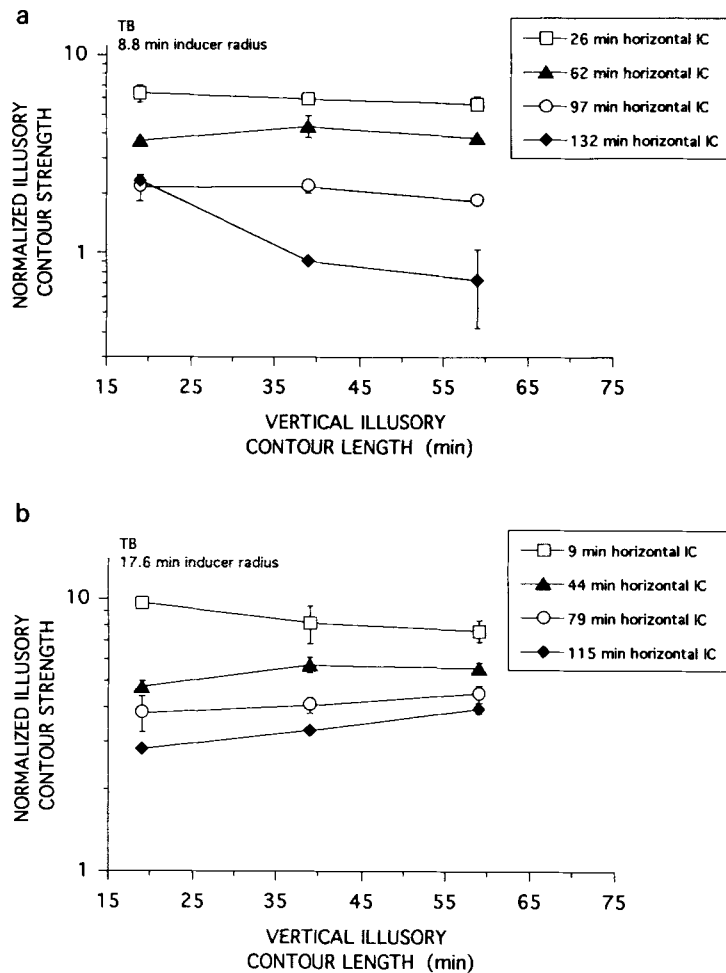 a
TB
8.8 min inducer radius
26 min horizontal IC
62 min horizontal IC
97 min horizontal IC
132 min horizontal IC
NORMALIZED ILLUSORY
CONTOUR STRENGTH
10
1
15 25 35 45 55 65 75
VERTICAL ILLUSORY
CONTOUR LENGTH (min)
b
TB
17.6 min inducer radius
9 min horizontal IC
44 min horizontal IC
79 min horizontal IC
115 min horizontal IC
NORMALIZED ILLUSORY
CONTOUR STRENGTH
10
1
15 25 35 45 55 65 75
VERTICAL ILLUSORY
CONTOUR LENGTH (min)